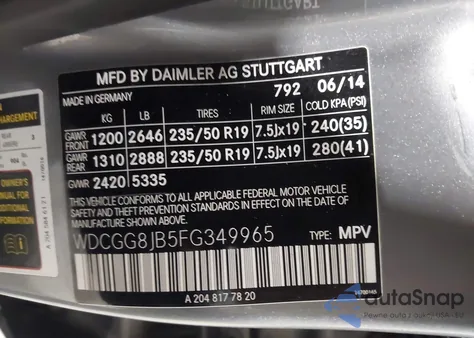 MFD BY DAIMLER AG STUTTGART
MADE IN GERMANY 792 06/14
KG LB TIRES RIM SIZE COLD KPA(PSI)
GAWR FRONT 1200 2646 235/50 R19 7.5Jx19 240(35)
GAWR REAR 1310 2888 235/50 R19 7.5Jx19 280(41)
GVWR 2420 5335
THIS VEHICLE CONFORMS TO ALL APPLICABLE FEDERAL MOTOR VEHICLE
SAFETY STANDARDS IN EFFECT ON THE DATE OF MANUFACTURE SHOWN ABOVE.
WDCGG8JB5FG349965 TYPE: MPV
A 204 817 78 20
OWNER'S
MANUAL
autoSnap